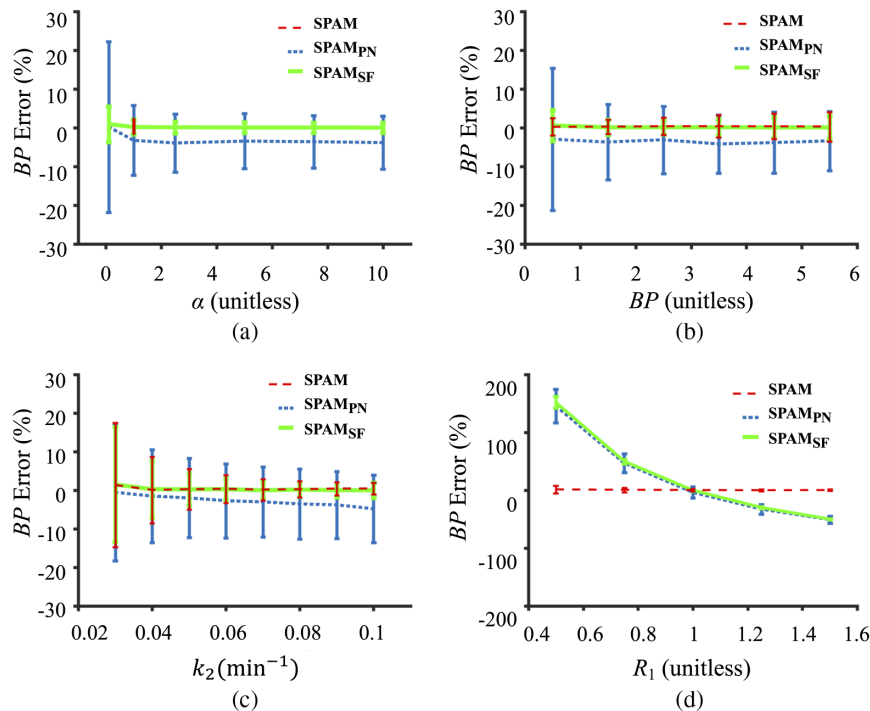 30
20
10
0
-10
-20
-30
BP Error (%)
SPAM
SPAMPN
SPAMSF
0 2 4 6 8 10
α (unitless)
(a)
30
20
10
0
-10
-20
-30
BP Error (%)
SPAM
SPAMPN
SPAMSF
0 1 2 3 4 5 6
BP (unitless)
(b)
30
20
10
0
-10
-20
-30
BP Error (%)
SPAM
SPAMPN
SPAMSF
0.02 0.04 0.06 0.08 0.1
k₂(min⁻¹)
(c)
200
100
0
-100
-200
BP Error (%)
SPAM
SPAMPN
SPAMSF
0.4 0.6 0.8 1 1.2 1.4 1.6
R₁ (unitless)
(d)